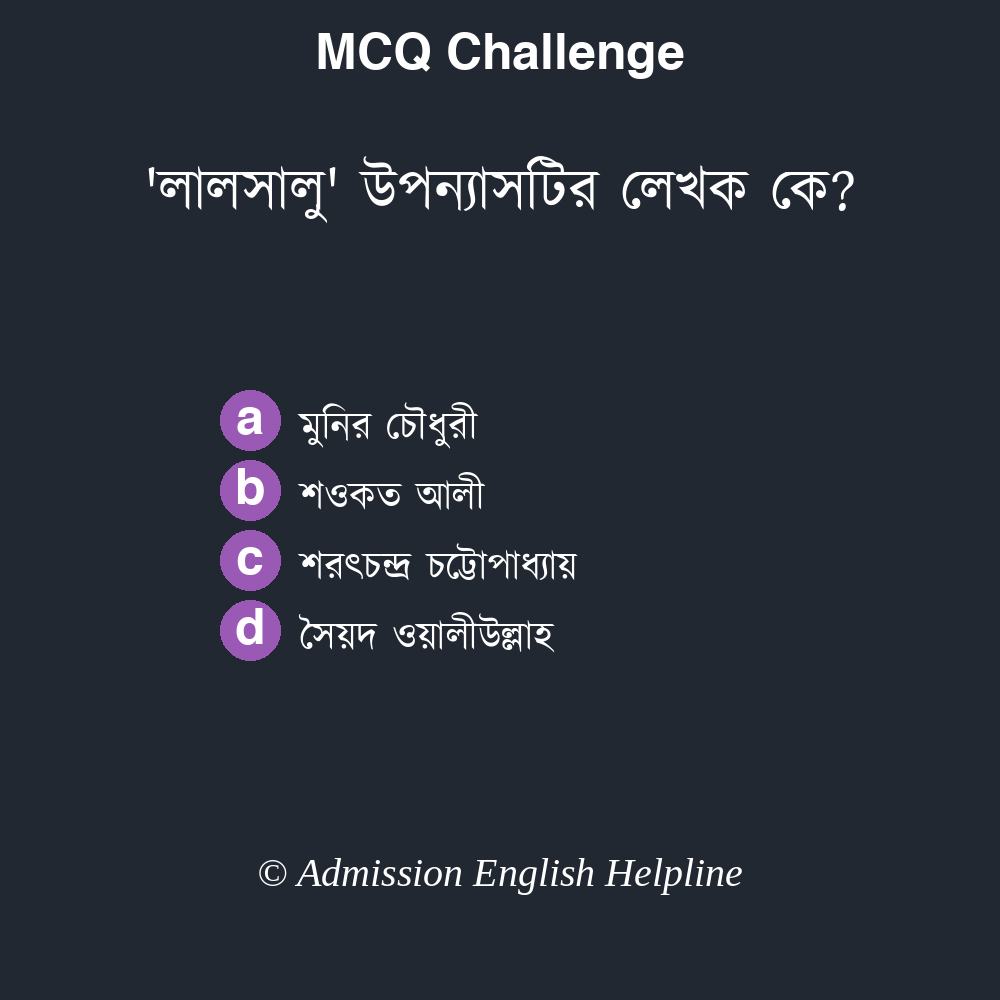 MCQ Challenge
'লালসালু' উপন্যাসটির লেখক কে?
a মুনির চৌধুরী
b শওকত আলী
c শরৎচন্দ্র চট্টোপাধ্যায়
d সৈয়দ ওয়ালীউল্লাহ
© Admission English Helpline